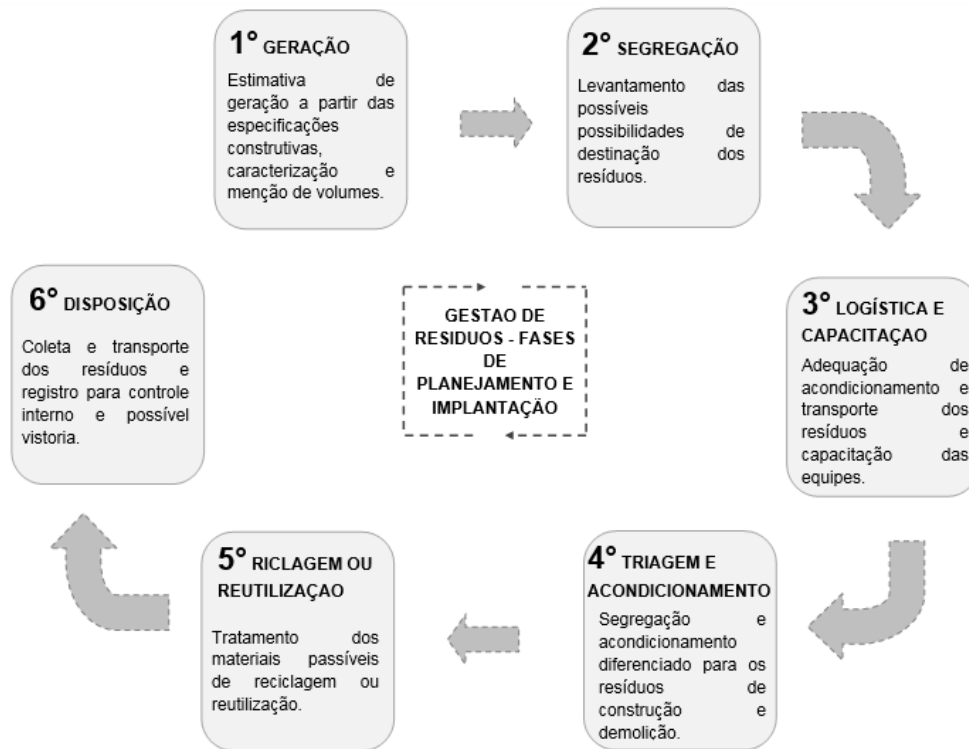 1° GERAÇÃO
Estimativa de
geração a partir das
especificações
construtivas,
caracterização e
menção de volumes.
2° SEGREGAÇÃO
Levantamento das
possíveis
possibilidades de
destinação dos
resíduos.
3° LOGÍSTICA E
CAPACITAÇAO
Adequação de
acondicionamento e
transporte dos
resíduos e
capacitação das
equipes.
4° TRIAGEM E
ACONDICIONAMENTO
Segregação e
acondicionamento
diferenciado para os
resíduos de
construção e
demolição.
5° RICLAGEM OU
REUTILIZAÇAO
Tratamento dos
materiais passíveis
de reciclagem ou
reutilização.
6° DISPOSIÇÃO
Coleta e transporte
dos resíduos e
registro para controle
interno e possível
vistoria.
GESTAO DE
RESIDUOS - FASES
DE
PLANEJAMENTO E
IMPLANTAÇÃO